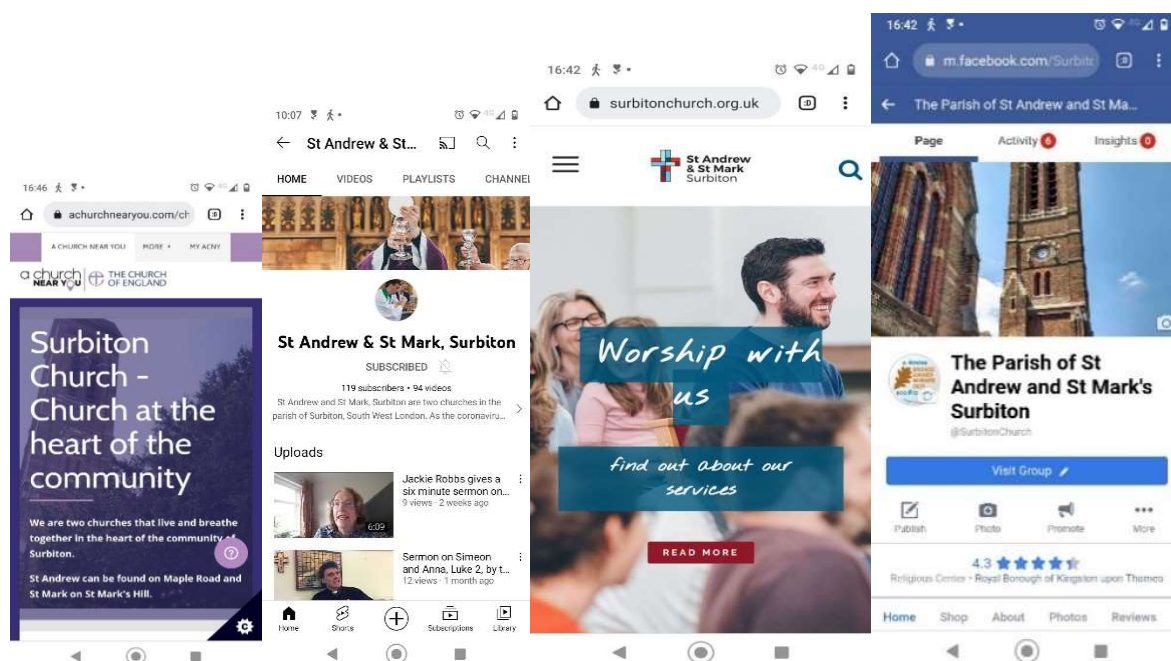 16:46
achurchnearyou.com/ch
A CHURCH NEAR YOU MORE MY ACNY
a church
NEAR YOU
THE CHURCH
OF ENGLAND
Surbiton
Church -
Church at the
heart of the
community
We are two churches that live and breathe
together in the heart of the community of
Surbiton.
St Andrew can be found on Maple Road and
St Mark on St Mark's Hill.
10:07 4G
St Andrew & St...
HOME VIDEOS PLAYLISTS CHANNEL
St Andrew & St Mark, Surbiton
SUBSCRIBED
119 subscribers • 94 videos
St Andrew and St Mark, Surbiton are two churches in the
parish of Surbiton, South West London. As the coronaviru...
Uploads
Jackie Robbs gives a
six minute sermon on...
9 views · 2 weeks ago
6:09
Sermon on Simeon
and Anna, Luke 2, by t...
12 views · 1 month ago
Home Shorts Subscriptions Library
16:42 4G
surbitonchurch.org.uk :D
St Andrew
& St Mark
Surbiton
Worship with
us
find out about our
services
READ MORE
16:42 4G
m.facebook.com/Surbito
The Parish of St Andrew and St Ma...
Page Activity 6 Insights 0
The Parish of St
Andrew and St Mark's
Surbiton
@SurbitonChurch
Visit Group
Publish Photo Promote More
4.3
Religious Center • Royal Borough of Kingston upon Thames
Home Shop About Photos Reviews